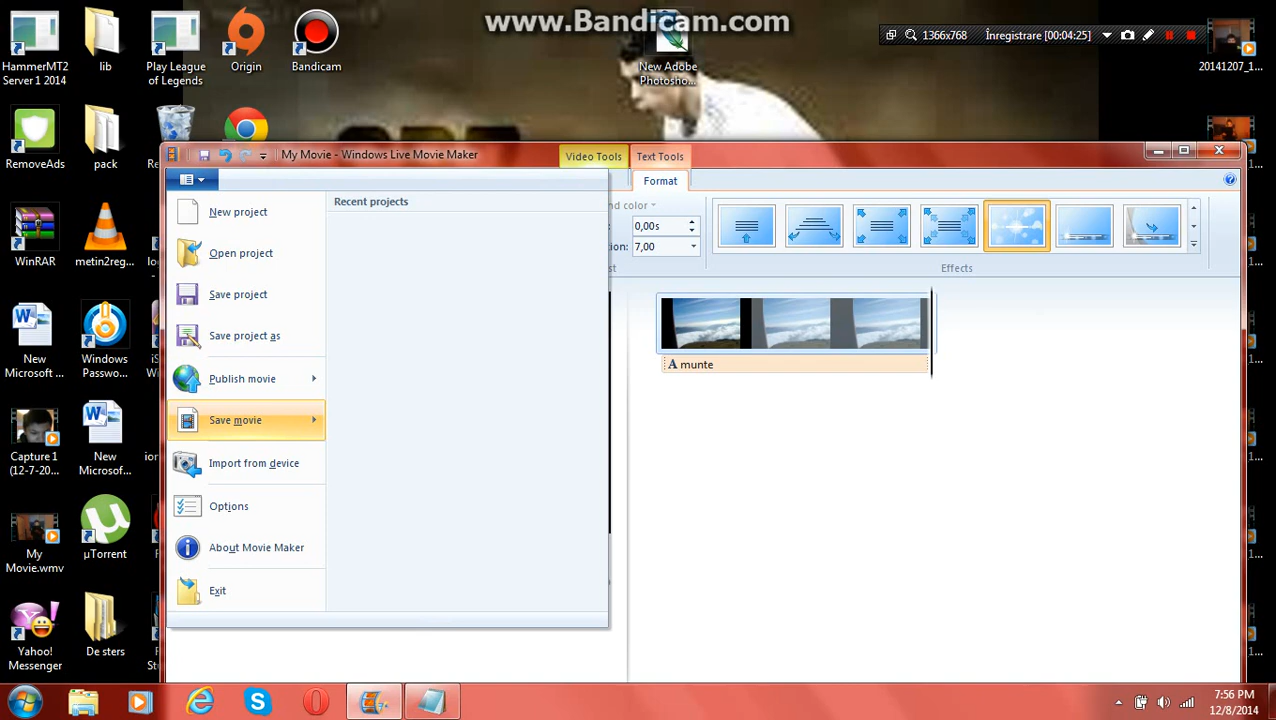 www.Bandicam.com
1366x768
Înregistrare [00:04:25]
HammerMT2
Server1 2014
lib
Play League
of Legends
Origin
Bandicam
New Adobe
Photosho...
20141207_1...
RemoveAds
pack
WinRAR
metin2reg...
New
Microsoft ...
Windows
Passwo...
Capture 1
(12-7-20...
New
Microsof...
My
Movie.wmv
µTorrent
Yahoo!
Messenger
De sters
My Movie - Windows Live Movie Maker
Video Tools
Text Tools
Format
New project
Open project
Save project
Save project as
Publish movie
Save movie
Import from device
Options
About Movie Maker
Exit
Recent projects
0,00s
7,00
Effects
A munte
7:56 PM
12/8/2014